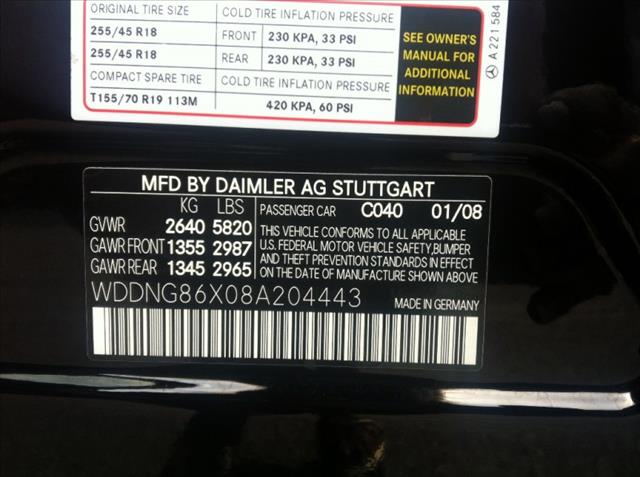 ORIGINAL TIRE SIZE COLD TIRE INFLATION PRESSURE
255/45 R18 FRONT 230 KPA, 33 PSI
255/45 R18 REAR 230 KPA, 33 PSI
COMPACT SPARE TIRE COLD TIRE INFLATION PRESSURE
T155/70 R19 113M 420 KPA, 60 PSI
SEE OWNER'S
MANUAL FOR
ADDITIONAL
INFORMATION
A 221 584
MFD BY DAIMLER AG STUTTGART
KG LBS
GVWR 2640 5820
GAWR FRONT 1355 2987
GAWR REAR 1345 2965
PASSENGER CAR C040 01/08
THIS VEHICLE CONFORMS TO ALL APPLICABLE
U.S. FEDERAL MOTOR VEHICLE SAFETY,BUMPER
AND THEFT PREVENTION STANDARDS IN EFFECT
ON THE DATE OF MANUFACTURE SHOWN ABOVE
WDDNG86X08A204443 MADE IN GERMANY